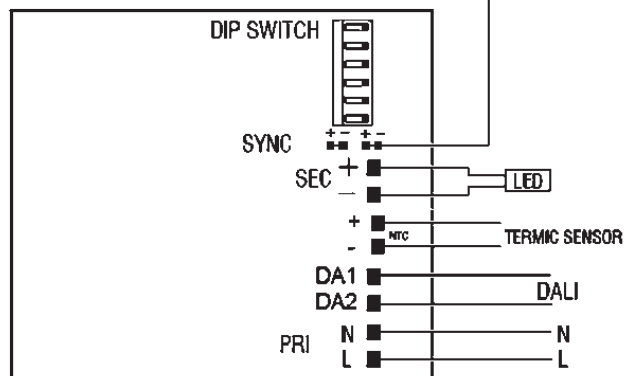 DIP SWITCH
+ - + -
SYNC
SEC +
-
LED
+
NTC
-
TERMIC SENSOR
DA1
DA2
DALI
PRI
N N
L L